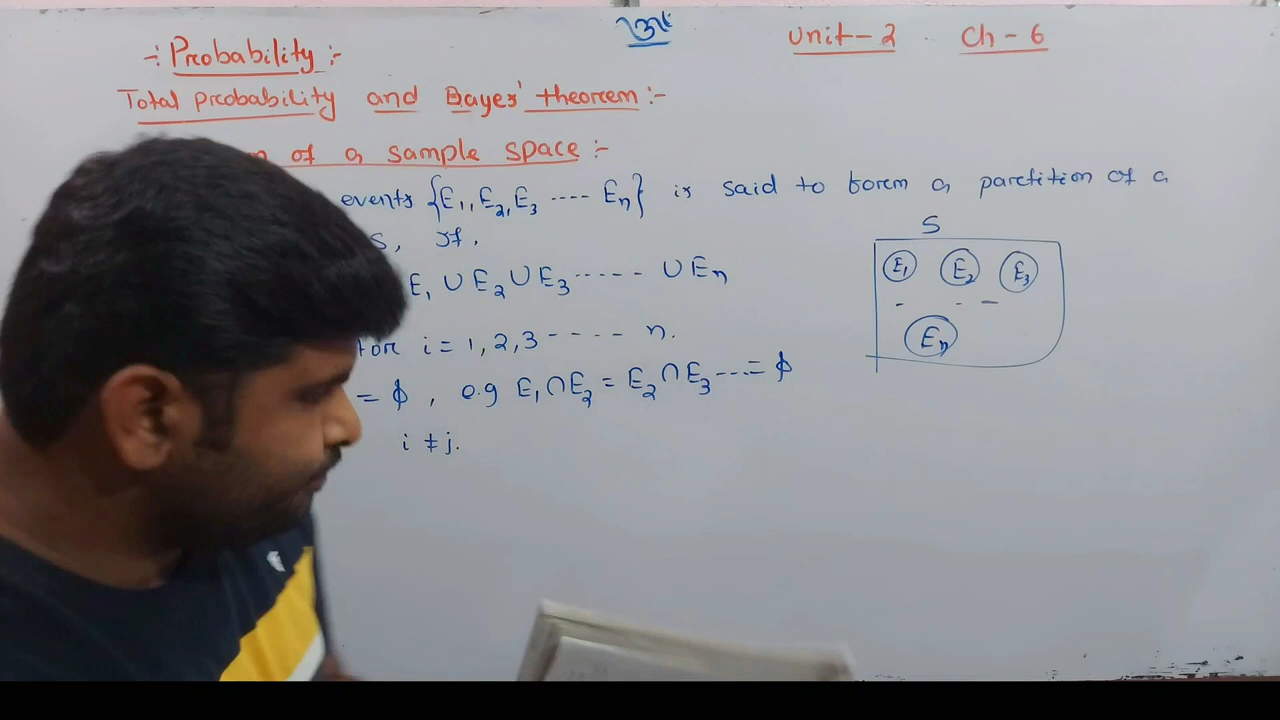 Unit-2 Ch-6
-: Probability :-
Total probability and Bayes' theorem :-
of a sample space :-
events {E₁, E₂, E₃ ---- Eₙ} is said to form a partition of a
S, If,
E₁ ∪ E₂ ∪ E₃ ------ ∪ Eₙ
for i = 1, 2, 3 ----- n.
= ϕ, e.g E₁∩E₂ = E₂∩E₃ ---= ϕ
i ≠ j.
S
E₁ E₂ E₃
- - -
Eₙ